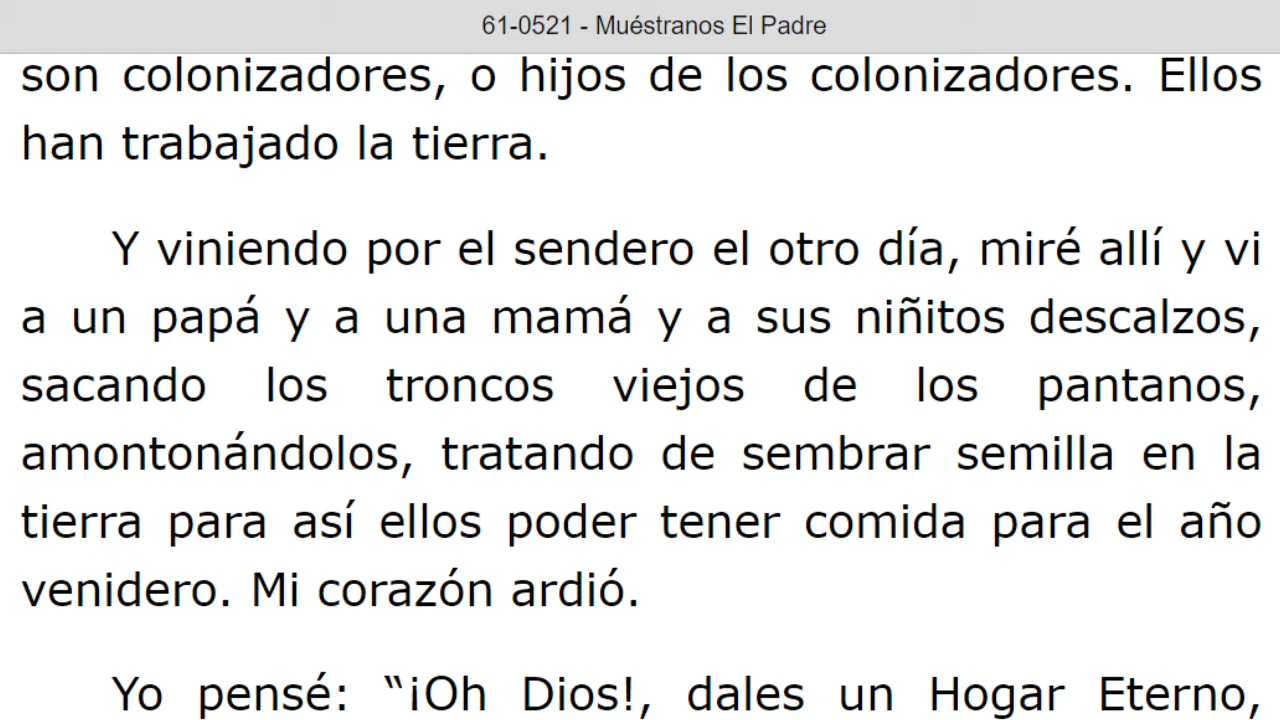 61-0521 - Muéstranos El Padre
son colonizadores, o hijos de los colonizadores. Ellos
han trabajado la tierra.
Y viniendo por el sendero el otro día, miré allí y vi
a un papá y a una mamá y a sus niñitos descalzos,
sacando los troncos viejos de los pantanos,
amontonándolos, tratando de sembrar semilla en la
tierra para así ellos poder tener comida para el año
venidero. Mi corazón ardió.
Yo pensé: “¡Oh Dios!, dales un Hogar Eterno,